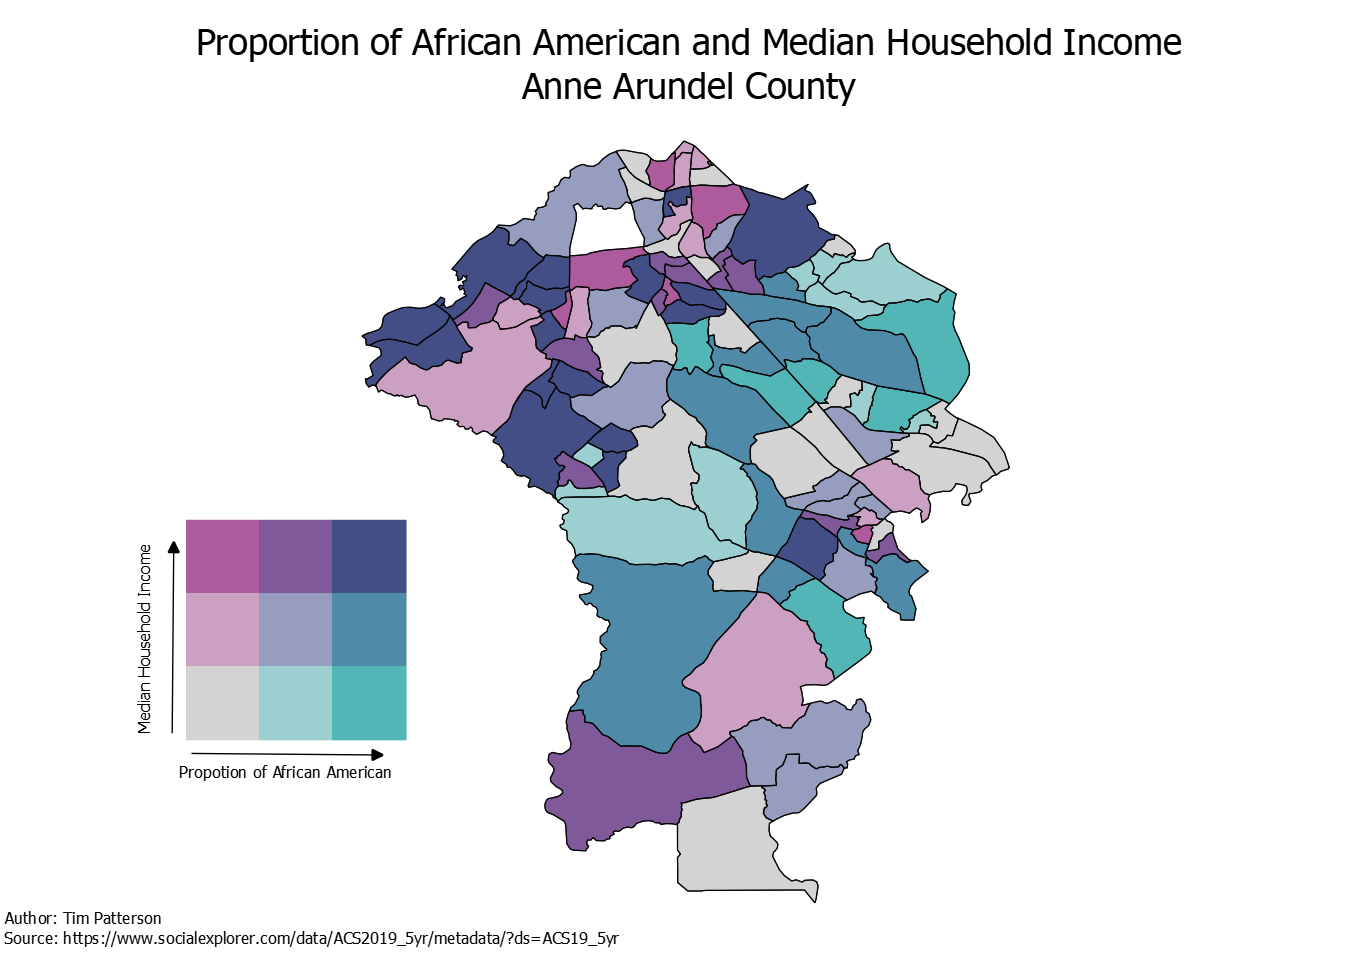 Proportion of African American and Median Household Income
Anne Arundel County
Median Household Income
Propotion of African American
Author: Tim Patterson
Source: https://www.socialexplorer.com/data/ACS2019_5yr/metadata/?ds=ACS19_5yr